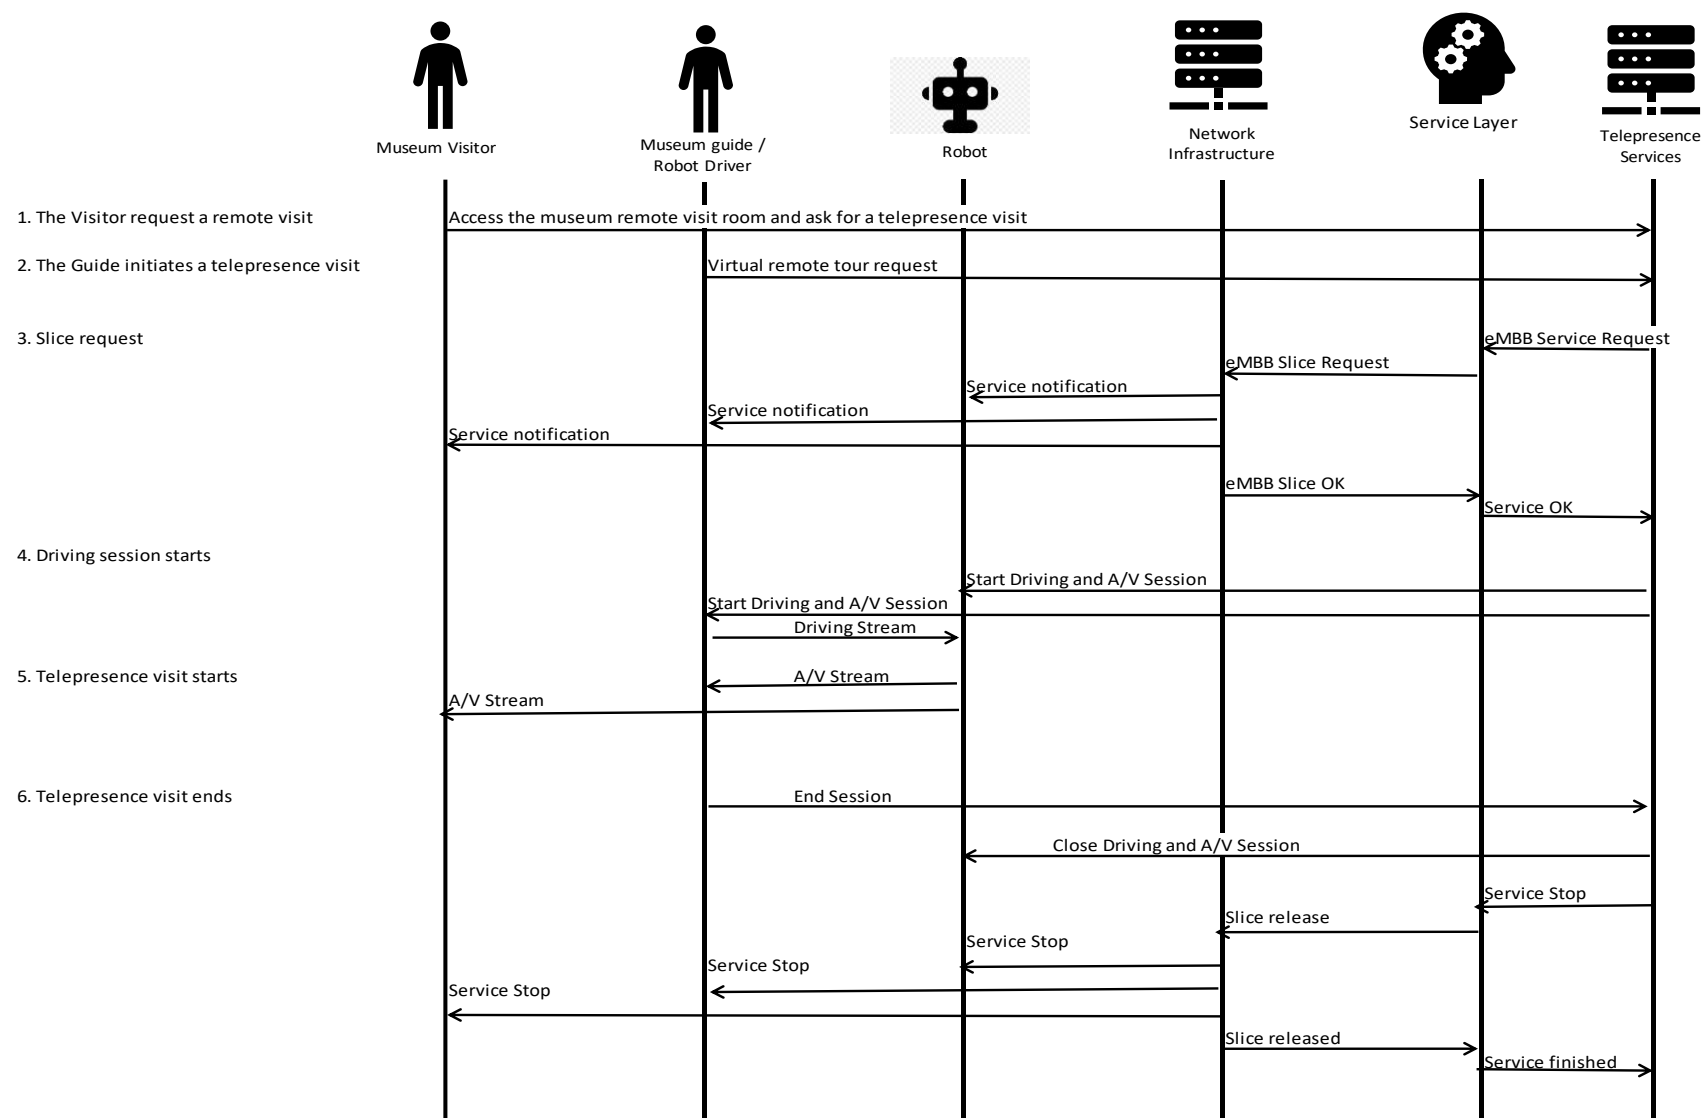 Museum Visitor
Museum guide /
Robot Driver
Robot
Network
Infrastructure
Service Layer
Telepresence
Services
1. The Visitor request a remote visit
Access the museum remote visit room and ask for a telepresence visit
2. The Guide initiates a telepresence visit
Virtual remote tour request
3. Slice request
eMBB Service Request
eMBB Slice Request
Service notification
Service notification
Service notification
eMBB Slice OK
Service OK
4. Driving session starts
Start Driving and A/V Session
Start Driving and A/V Session
Driving Stream
5. Telepresence visit starts
A/V Stream
A/V Stream
6. Telepresence visit ends
End Session
Close Driving and A/V Session
Service Stop
Slice release
Service Stop
Service Stop
Service Stop
Slice released
Service finished